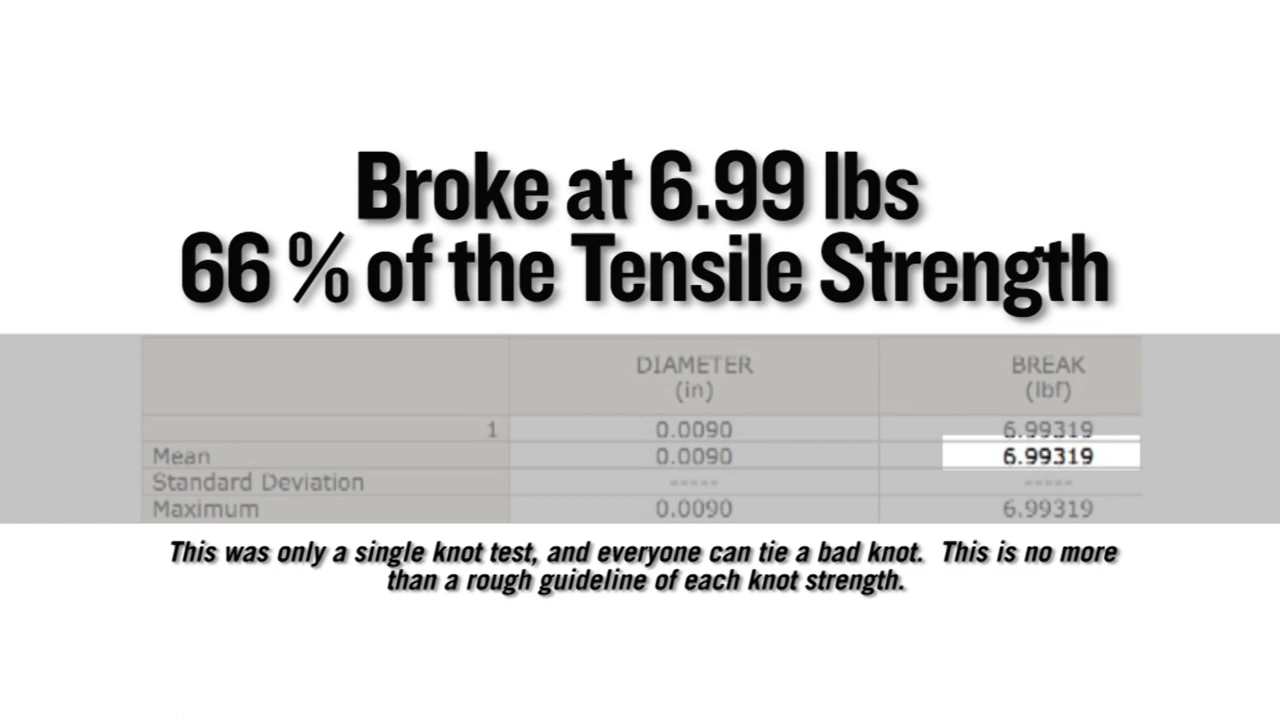 Broke at 6.99 lbs
66 % of the Tensile Strength
DIAMETER BREAK
(in) (lbf)
1 0.0090 6.99319
Mean 0.0090 6.99319
Standard Deviation ----- -----
Maximum 0.0090 6.99319
This was only a single knot test, and everyone can tie a bad knot. This is no more
than a rough guideline of each knot strength.